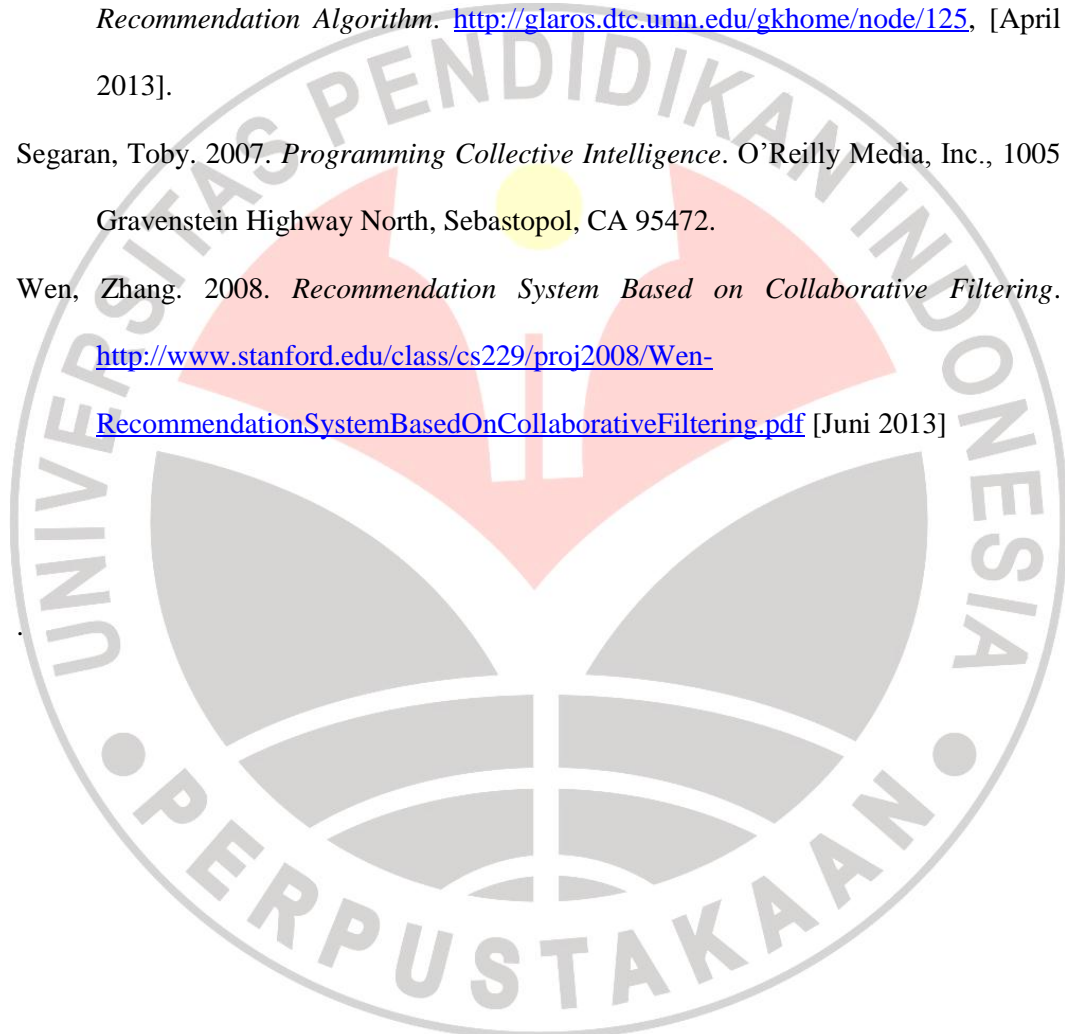 Recommendation Algorithm. http://glaros.dtc.umn.edu/gkhome/node/125, [April
2013].
Segaran, Toby. 2007. Programming Collective Intelligence. O’Reilly Media, Inc., 1005
Gravenstein Highway North, Sebastopol, CA 95472.
Wen, Zhang. 2008. Recommendation System Based on Collaborative Filtering.
http://www.stanford.edu/class/cs229/proj2008/Wen-
RecommendationSystemBasedOnCollaborativeFiltering.pdf [Juni 2013]
.
UNIVERSITAS PENDIDIKAN INDONESIA
PERPUSTAKAAN